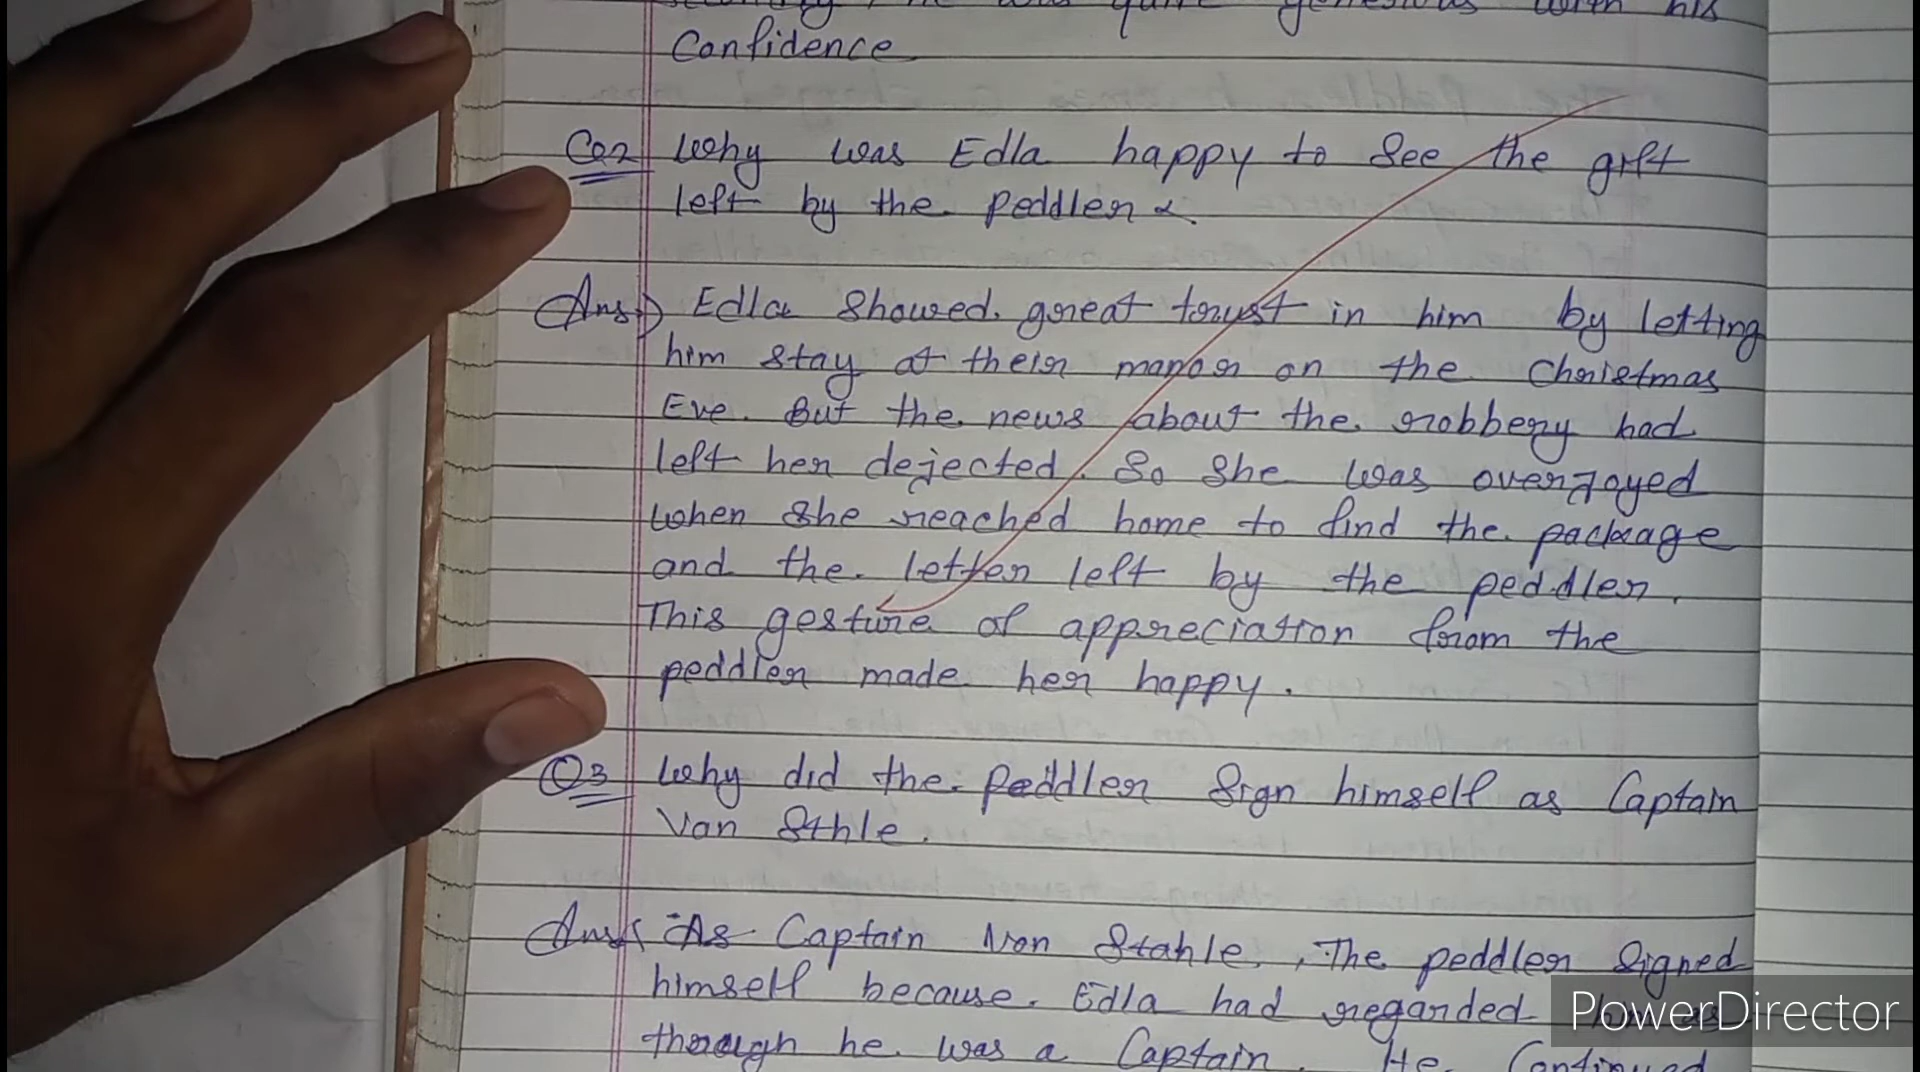 Confidence
Q2 Why was Edla happy to see the gift
left by the peddler
Ans:) Edla showed. great trust in him by letting
him stay at their manor on the Christmas
Eve. But the news about the robbery had
left her dejected. So she was overjoyed
when she reached home to find the package
and the letter left by the peddler.
This gesture of appreciation from the
peddler made her happy.
Q3 Why did the Peddler Sign himself as Captain
Van Sthle.
Ans As Captain Von Stahle, The peddler Signed
himself because. Edla had regarded
though he was a Captain. He Continued
PowerDirector